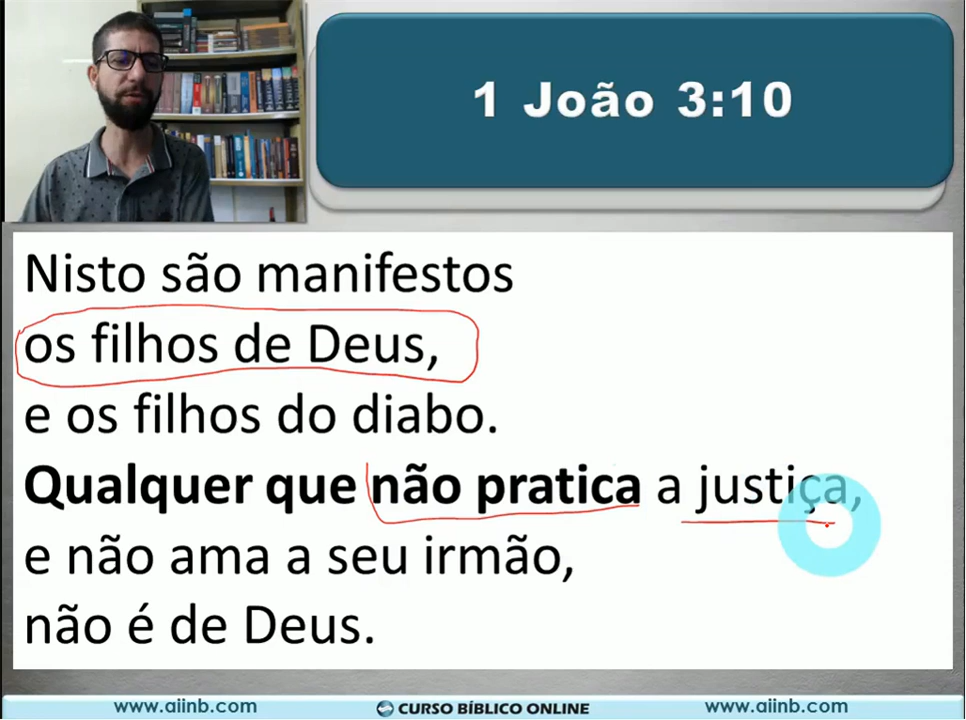 1 João 3:10
Nisto são manifestos
os filhos de Deus,
e os filhos do diabo.
Qualquer que não pratica a justiça,
e não ama a seu irmão,
não é de Deus.
www.aiinb.com CURSO BÍBLICO ONLINE www.aiinb.com